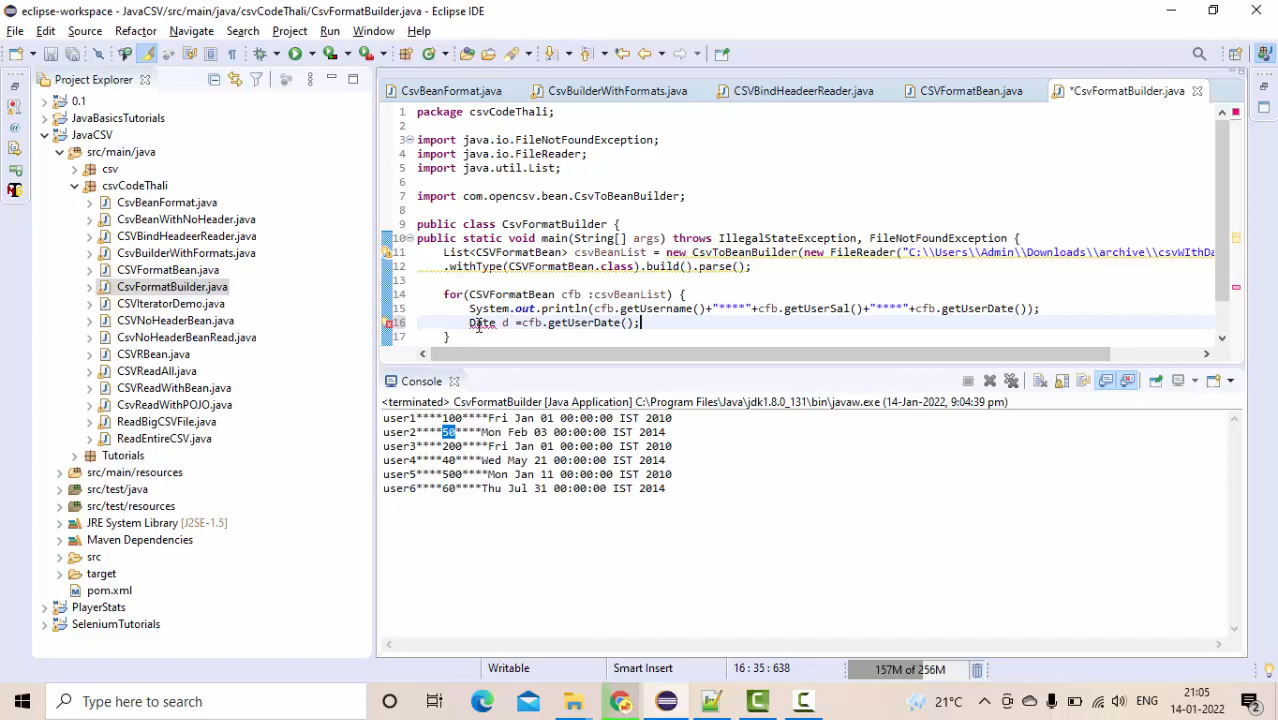 eclipse-workspace - JavaCSV/src/main/java/csvCodeThali/CsvFormatBuilder.java - Eclipse IDE
File Edit Source Refactor Navigate Search Project Run Window Help
Project Explorer
0.1
JavaBasicsTutorials
JavaCSV
src/main/java
csv
csvCodeThali
CsvBeanFormat.java
CsvBeanWithNoHeader.java
CSVBindHeadeerReader.java
CsvBuilderWithFormats.java
CSVFormatBean.java
CsvFormatBuilder.java
CSVIteratorDemo.java
CSVNoHeaderBean.java
CsvNoHeaderBeanRead.java
CSVRBean.java
CSVReadAll.java
CSVReadWithBean.java
CsvReadWithPOJO.java
ReadBigCSVFile.java
ReadEntireCSV.java
Tutorials
src/main/resources
src/test/java
src/test/resources
JRE System Library [J2SE-1.5]
Maven Dependencies
src
target
pom.xml
PlayerStats
SeleniumTutorials
CsvBeanFormat.java CsvBuilderWithFormats.java CSVBindHeadeerReader.java CSVFormatBean.java *CsvFormatBuilder.java
1 package csvCodeThali;
2
3 import java.io.FileNotFoundException;
4 import java.io.FileReader;
5 import java.util.List;
6
7 import com.opencsv.bean.CsvToBeanBuilder;
8
9 public class CsvFormatBuilder {
10 public static void main(String[] args) throws IllegalStateException, FileNotFoundException {
11 List<CSVFormatBean> csvBeanList = new CsvToBeanBuilder(new FileReader("C:\\Users\\Admin\\Downloads\\archive\\csvWIthDa
12 .withType(CSVFormatBean.class).build().parse();
13
14 for(CSVFormatBean cfb :csvBeanList) {
15 System.out.println(cfb.getUsername()+"****"+cfb.getUserSal()+"****"+cfb.getUserDate());
16 Date d =cfb.getUserDate();
17 }
Console
<terminated> CsvFormatBuilder [Java Application] C:\Program Files\Java\jdk1.8.0_131\bin\javaw.exe (14-Jan-2022, 9:04:39 pm)
user1****100****Fri Jan 01 00:00:00 IST 2010
user2****50****Mon Feb 03 00:00:00 IST 2014
user3****200****Fri Jan 01 00:00:00 IST 2010
user4****40****Wed May 21 00:00:00 IST 2014
user5****500****Mon Jan 11 00:00:00 IST 2010
user6****60****Thu Jul 31 00:00:00 IST 2014
Writable Smart Insert 16 : 35 : 638 157M of 256M
Type here to search
21°C ENG 21:05
14-01-2022
2